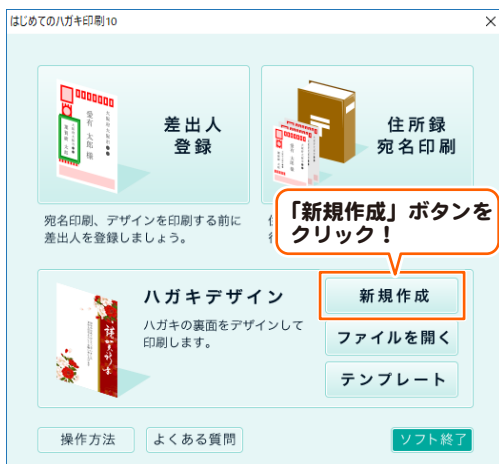 はじめてのハガキ印刷10
差出人
登録
住所録
宛名印刷
宛名印刷、デザインを印刷する前に
差出人を登録しましょう。
「新規作成」ボタンを
クリック！
ハガキデザイン
ハガキの裏面をデザインして
印刷します。
新規作成
ファイルを開く
テンプレート
謹賀新年
操作方法
よくある質問
ソフト終了